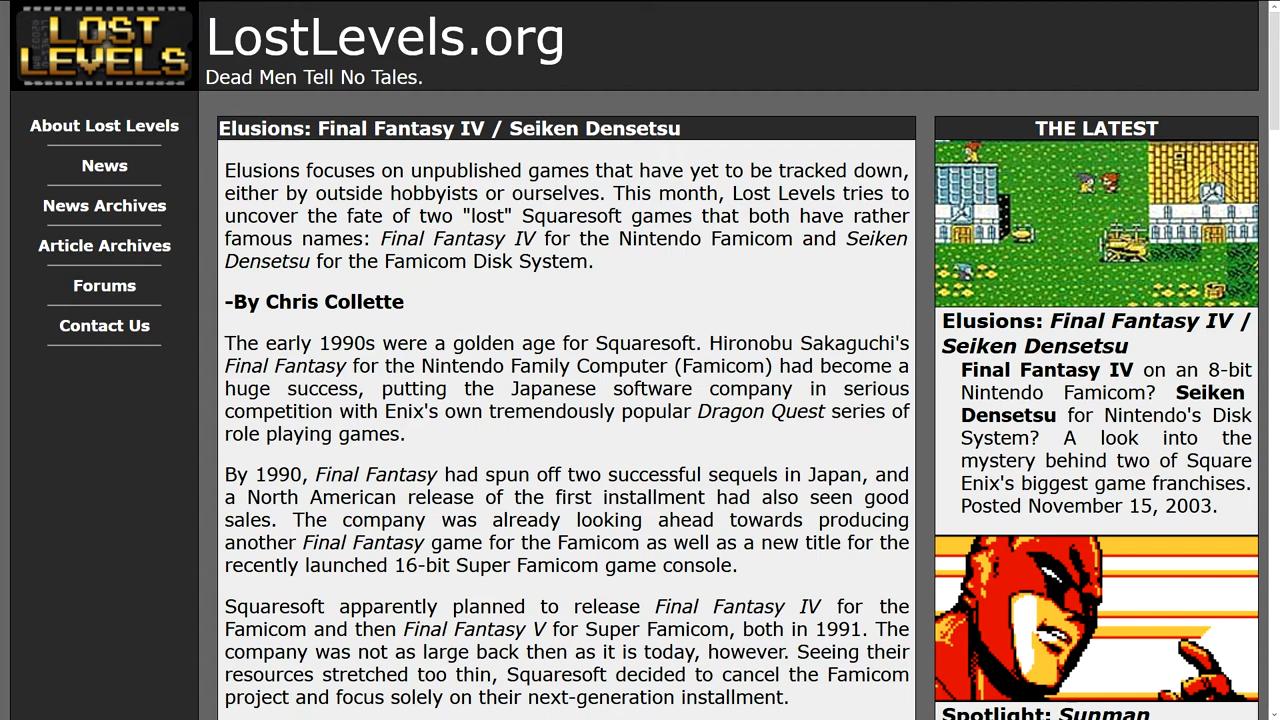 LOST
LEVELS
LostLevels.org
Dead Men Tell No Tales.
About Lost Levels
News
News Archives
Article Archives
Forums
Contact Us
Elusions: Final Fantasy IV / Seiken Densetsu
Elusions focuses on unpublished games that have yet to be tracked down,
either by outside hobbyists or ourselves. This month, Lost Levels tries to
uncover the fate of two "lost" Squaresoft games that both have rather
famous names: Final Fantasy IV for the Nintendo Famicom and Seiken
Densetsu for the Famicom Disk System.
-By Chris Collette
The early 1990s were a golden age for Squaresoft. Hironobu Sakaguchi's
Final Fantasy for the Nintendo Family Computer (Famicom) had become a
huge success, putting the Japanese software company in serious
competition with Enix's own tremendously popular Dragon Quest series of
role playing games.
By 1990, Final Fantasy had spun off two successful sequels in Japan, and
a North American release of the first installment had also seen good
sales. The company was already looking ahead towards producing
another Final Fantasy game for the Famicom as well as a new title for the
recently launched 16-bit Super Famicom game console.
Squaresoft apparently planned to release Final Fantasy IV for the
Famicom and then Final Fantasy V for Super Famicom, both in 1991. The
company was not as large back then as it is today, however. Seeing their
resources stretched too thin, Squaresoft decided to cancel the Famicom
project and focus solely on their next-generation installment.
THE LATEST
Elusions: Final Fantasy IV /
Seiken Densetsu
Final Fantasy IV on an 8-bit
Nintendo Famicom? Seiken
Densetsu for Nintendo's Disk
System? A look into the
mystery behind two of Square
Enix's biggest game franchises.
Posted November 15, 2003.
Spotlight: Sunman